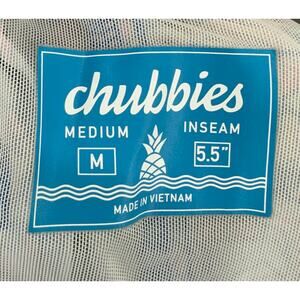 chubbies
MEDIUM INSEAM
M 5.5"
MADE IN VIETNAM